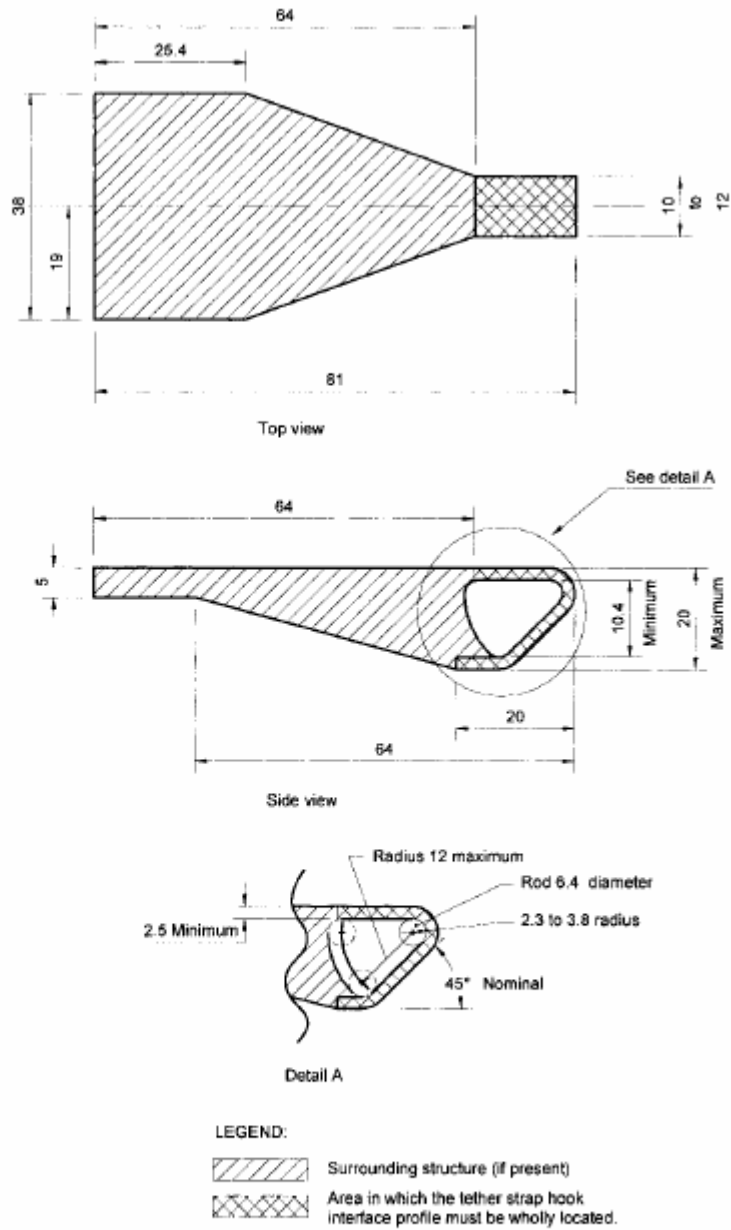 64
25.4
38
19
10
to
12
81
Top view
See detail A
64
5
10.4
Minimum
20
Maximum
20
64
Side view
Radius 12 maximum
Rod 6.4 diameter
2.5 Minimum
2.3 to 3.8 radius
45° Nominal
Detail A
LEGEND:
Surrounding structure (if present)
Area in which the tether strap hook
interface profile must be wholly located.